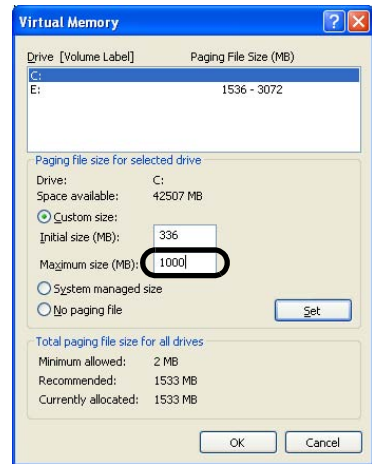 Virtual Memory
Drive [Volume Label] Paging File Size (MB)
C:
E: 1536 - 3072
Paging file size for selected drive
Drive: C:
Space available: 42507 MB
Custom size:
Initial size (MB): 336
Maximum size (MB): 1000
System managed size
No paging file Set
Total paging file size for all drives
Minimum allowed: 2 MB
Recommended: 1533 MB
Currently allocated: 1533 MB
OK Cancel